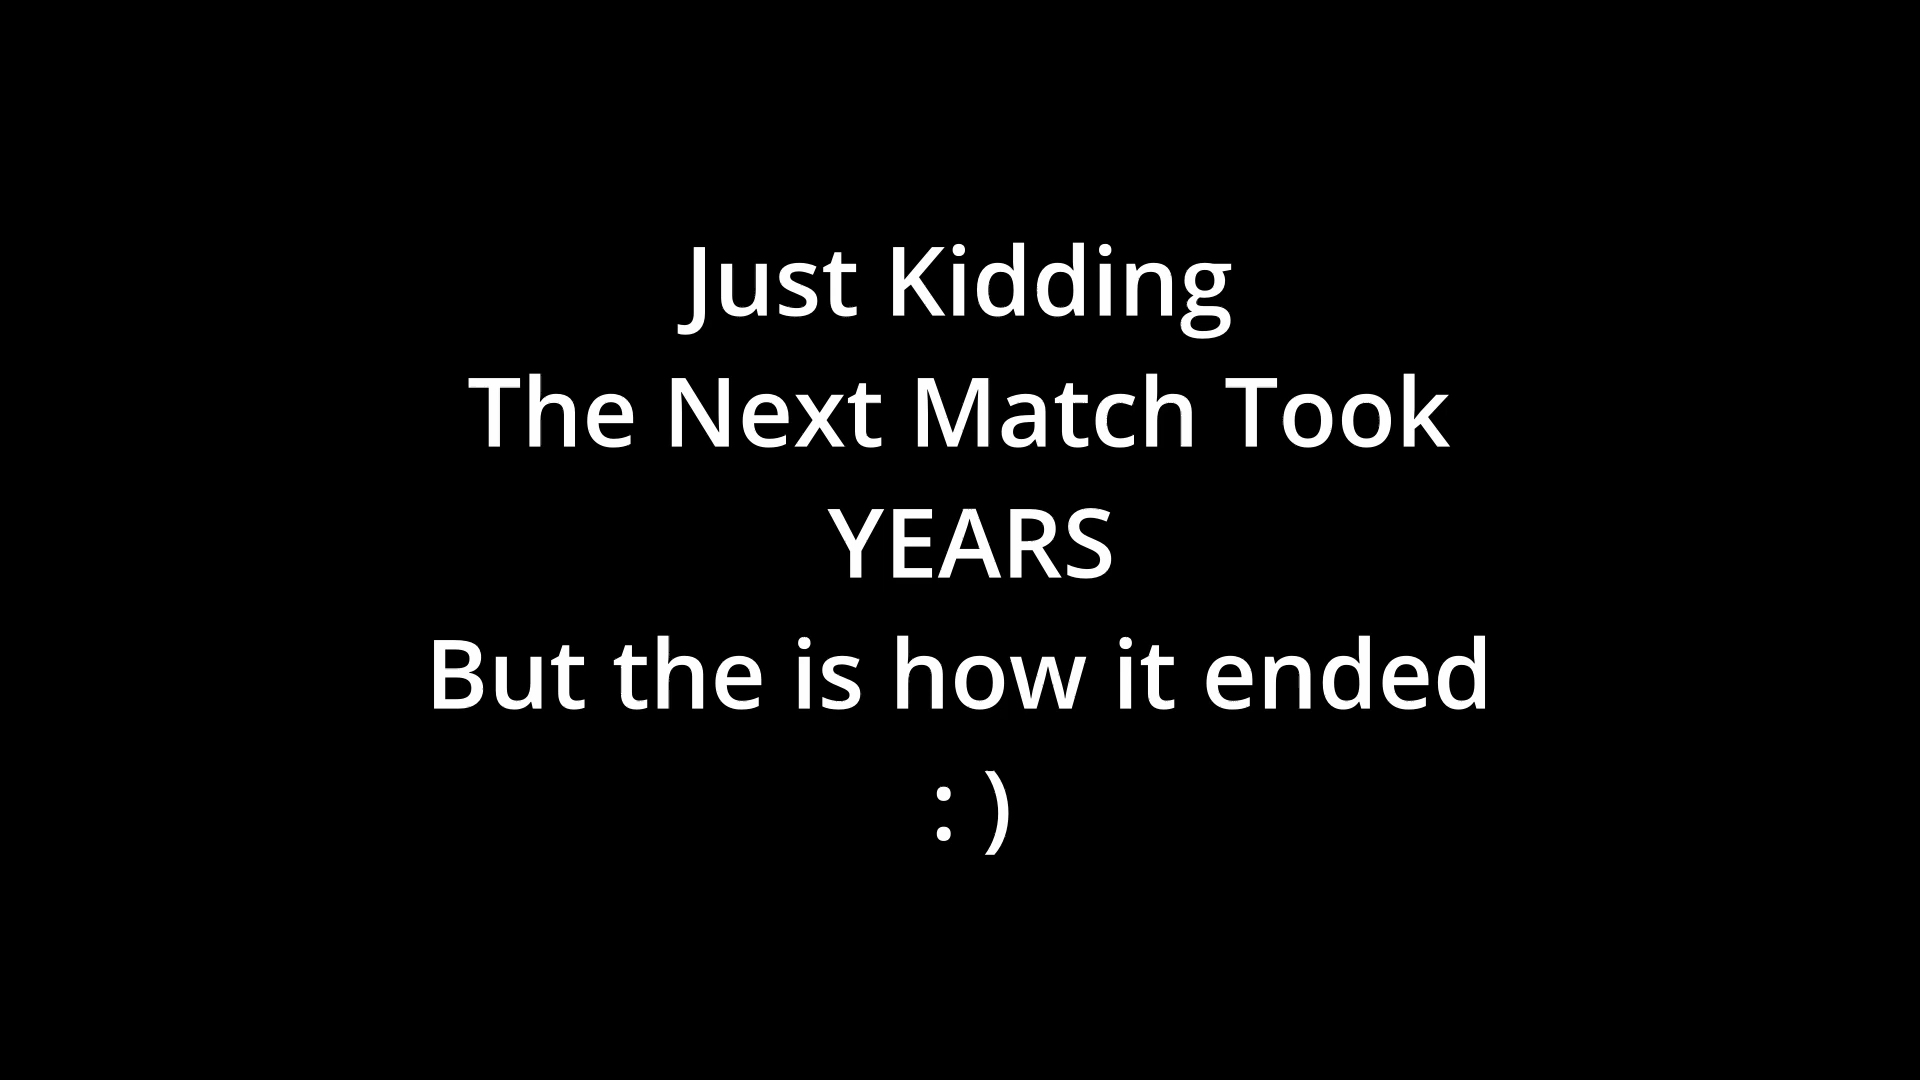 Just Kidding
The Next Match Took
YEARS
But the is how it ended
: )